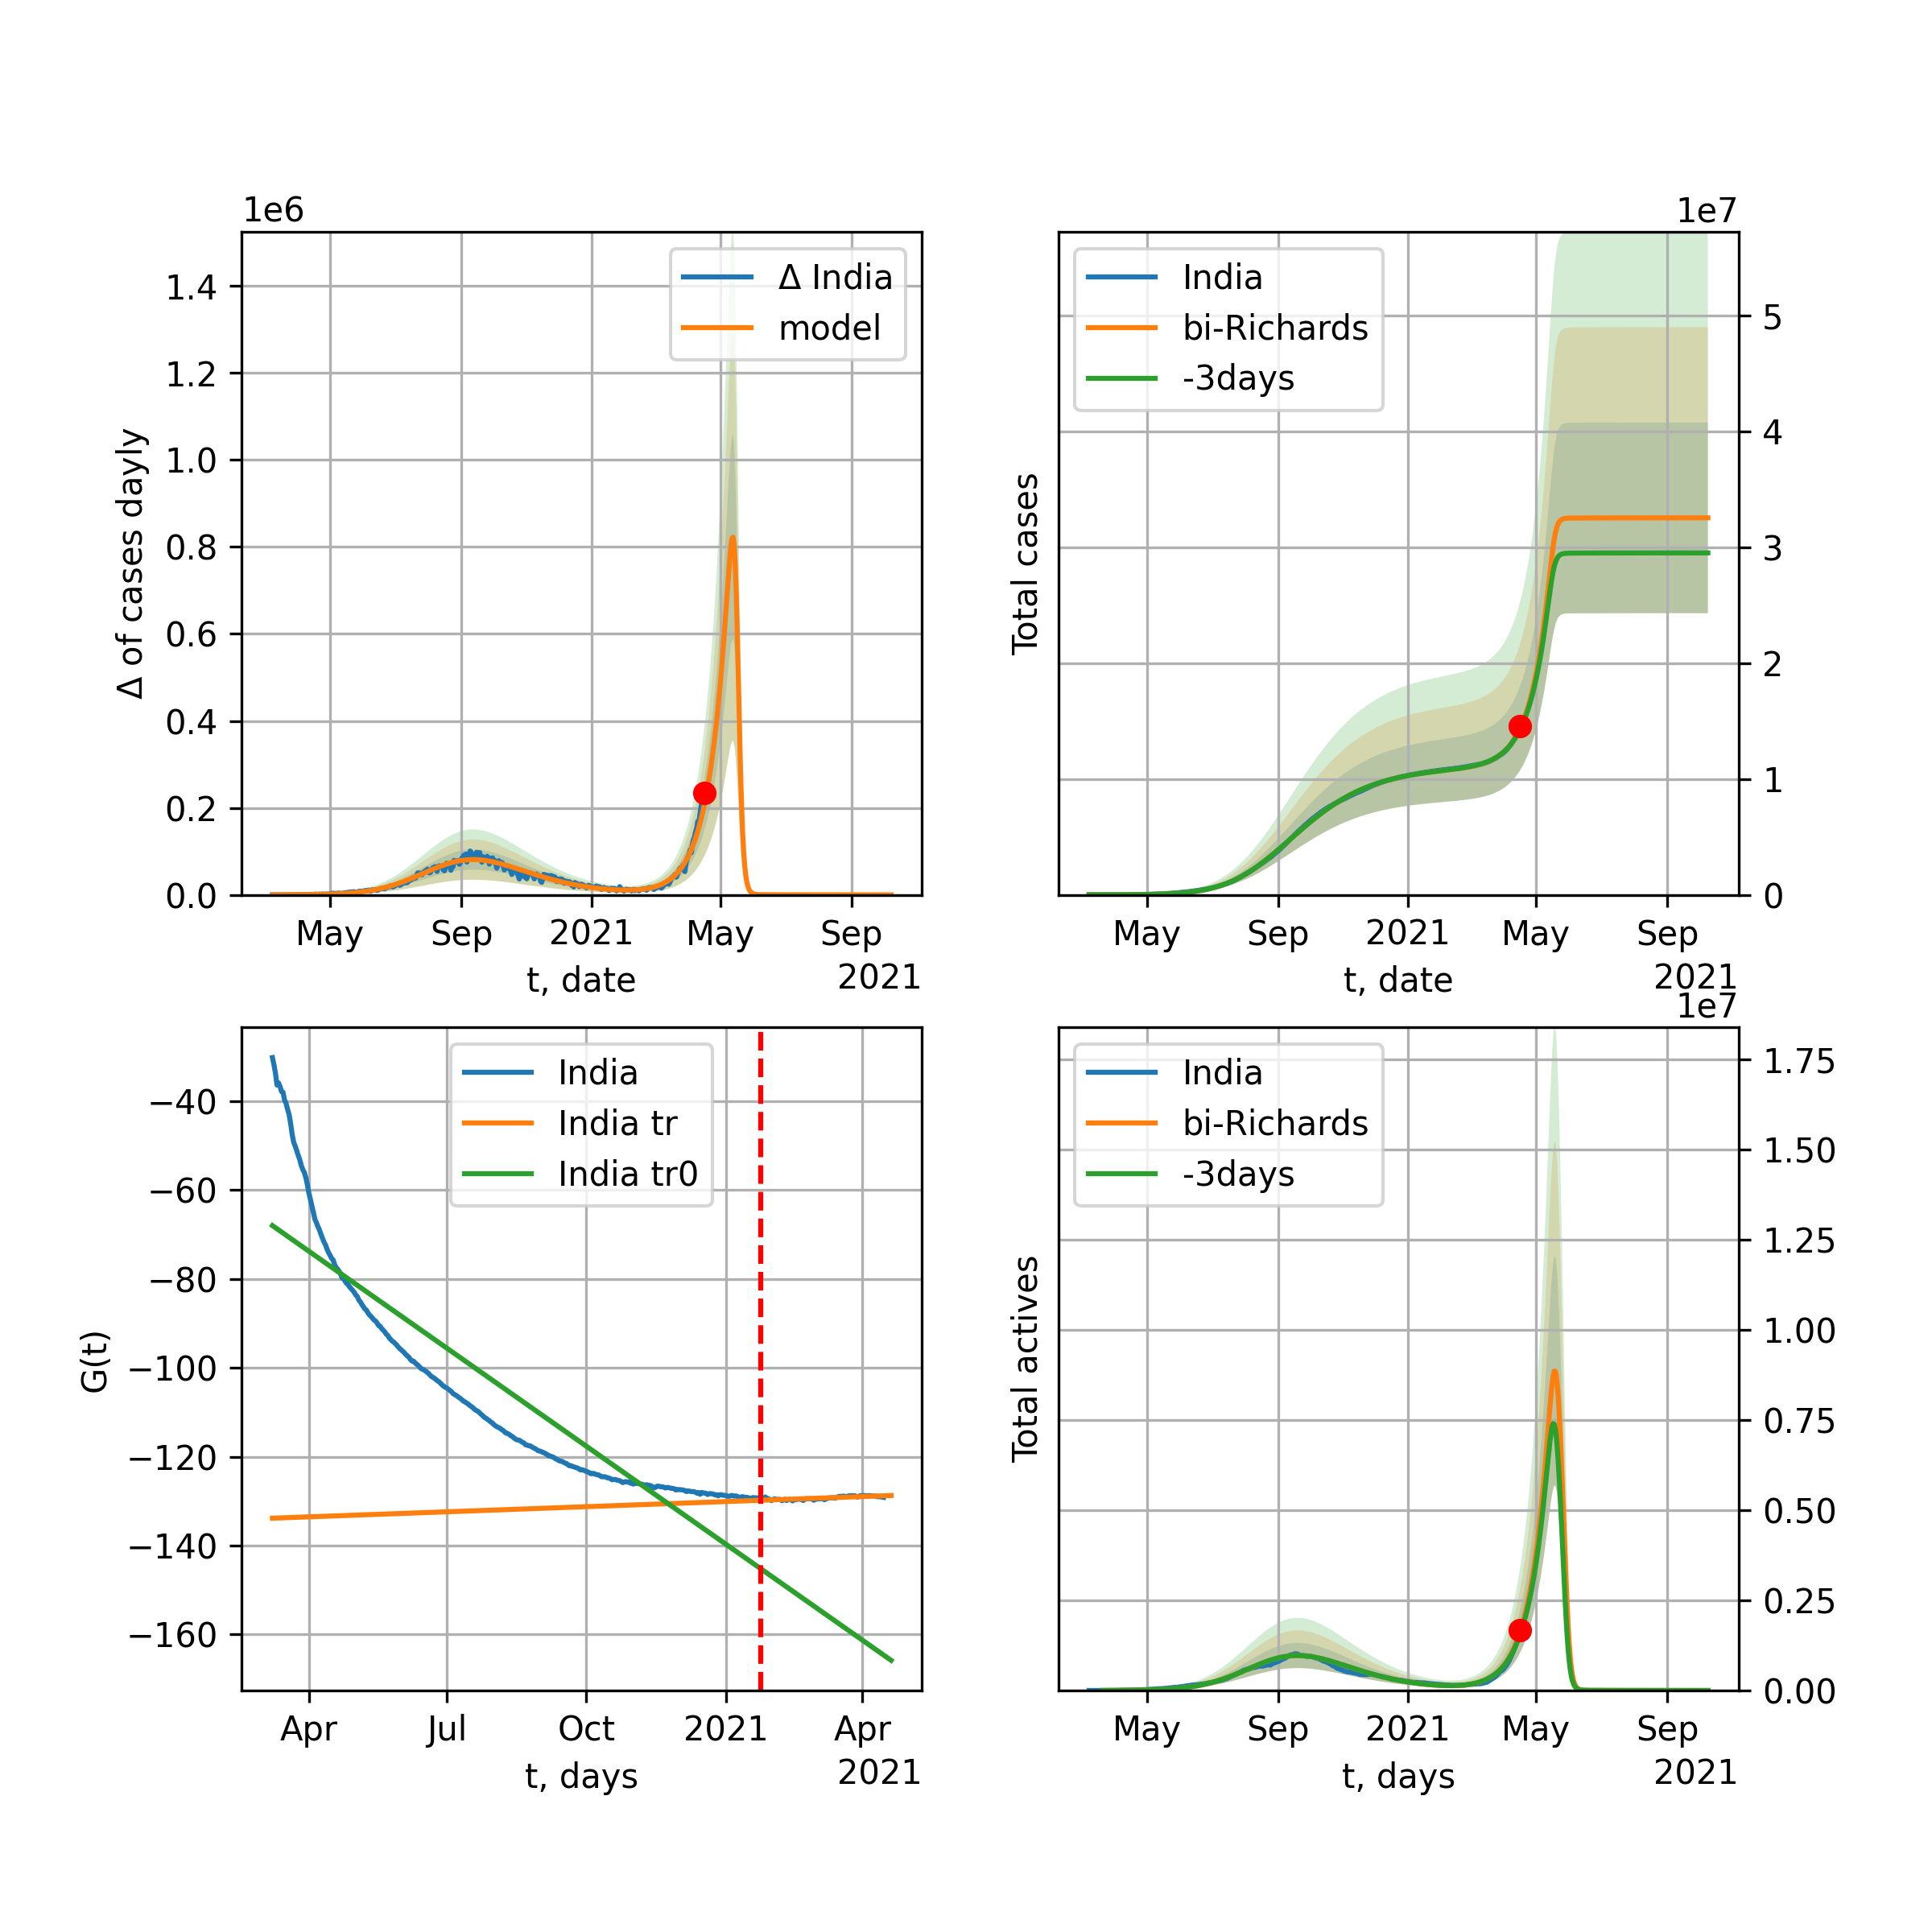 1e6
Δ India
model
1.4
1.2
1.0
0.8
0.6
0.4
0.2
0.0
Δ of cases dayly
May Sep 2021 May Sep
t, date
2021
1e7
India
bi-Richards
-3days
5
4
3
2
1
0
Total cases
May Sep 2021 May Sep
t, date
2021
India
India tr
India tr0
−40
−60
−80
−100
−120
−140
−160
G(t)
Apr Jul Oct 2021 Apr
t, days
2021
1e7
India
bi-Richards
-3days
1.75
1.50
1.25
1.00
0.75
0.50
0.25
0.00
Total actives
May Sep 2021 May Sep
t, days
2021